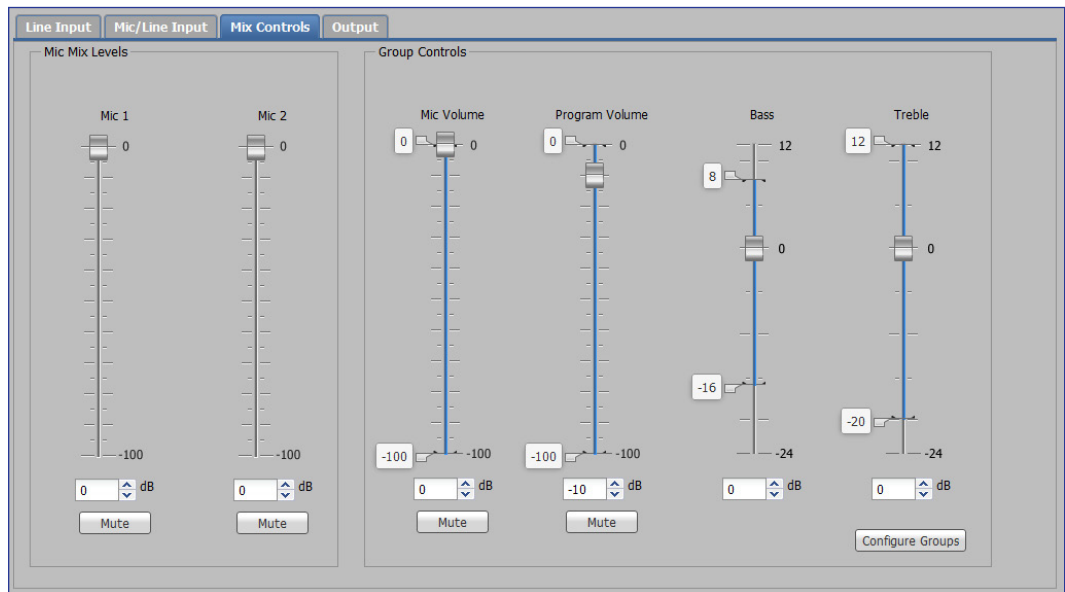 Line Input Mic/Line Input Mix Controls Output
Mic Mix Levels
Mic 1 Mic 2
0 0
-100 -100
0 dB 0 dB
Mute Mute
Group Controls
Mic Volume Program Volume Bass Treble
0 0 0 0 12 12 12
8
0 0
-16
-20
-100 -100 -100 -100 -24 -24
0 dB -10 dB 0 dB 0 dB
Mute Mute
Configure Groups